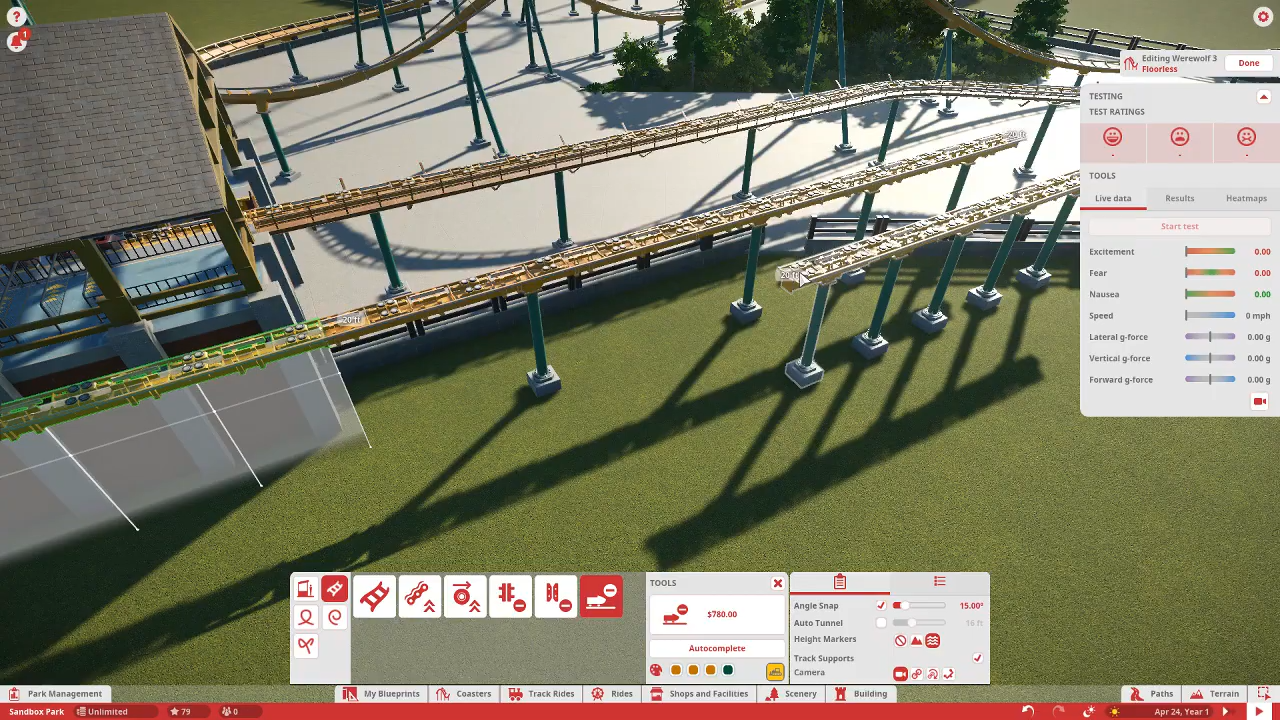 ?
1
Editing Werewolf 3
Floorless
Done
TESTING
TEST RATINGS
- - -
TOOLS
Live data Results Heatmaps
Start test
Excitement 0.00
Fear 0.00
Nausea 0.00
Speed 0 mph
Lateral g-force 0.00 g
Vertical g-force 0.00 g
Forward g-force 0.00 g
20 ft
20 ft
20 ft
TOOLS
$780.00
Autocomplete
Angle Snap 15.00°
Auto Tunnel 16 ft
Height Markers
Track Supports
Camera
Park Management My Blueprints Coasters Track Rides Rides Shops and Facilities Scenery Building Paths Terrain
Sandbox Park Unlimited 79 0 Apr 24, Year 1